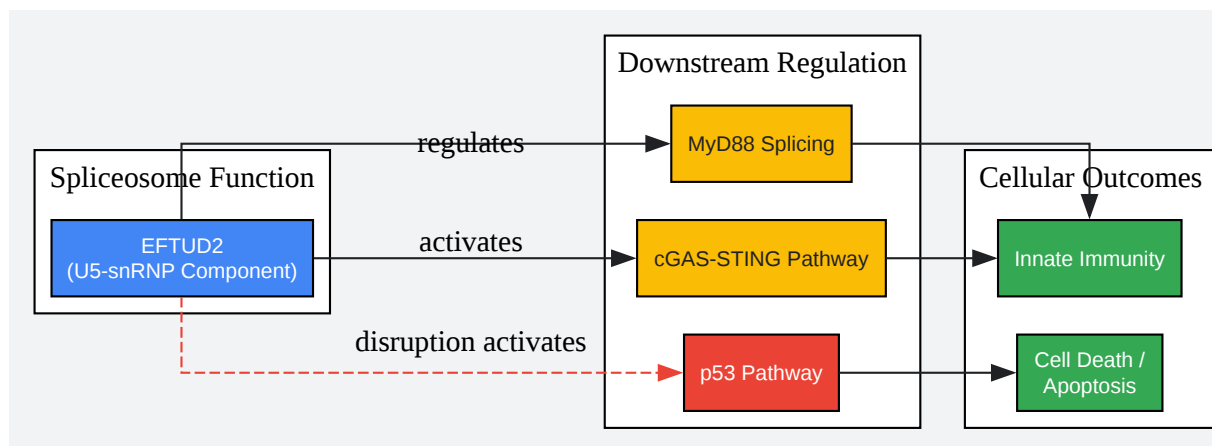 Downstream Regulation
regulates
MyD88 Splicing
Spliceosome Function
Cellular Outcomes
EFTUD2
(U5-snRNP Component)
activates
cGAS-STING Pathway
Innate Immunity
disruption activates
p53 Pathway
Cell Death /
Apoptosis